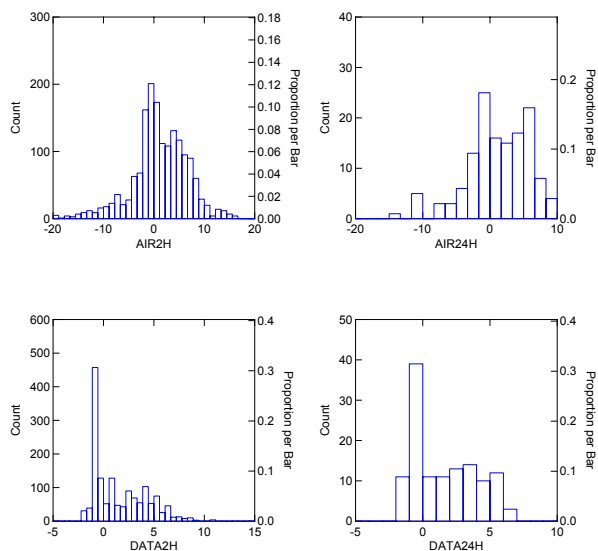 300
200
100
0
Count
-20 -10 0 10 20
AIR2H
0.18
0.16
0.14
0.12
0.10
0.08
0.06
0.04
0.02
0.00
Proportion per Bar
40
30
20
10
0
Count
-20 -10 0 10
AIR24H
0.2
0.1
0.0
Proportion per Bar
600
500
400
300
200
100
0
Count
-5 0 5 10 15
DATA2H
0.4
0.3
0.2
0.1
0.0
Proportion per Bar
50
40
30
20
10
0
Count
-5 0 5 10
DATA24H
0.4
0.3
0.2
0.1
0.0
Proportion per Bar